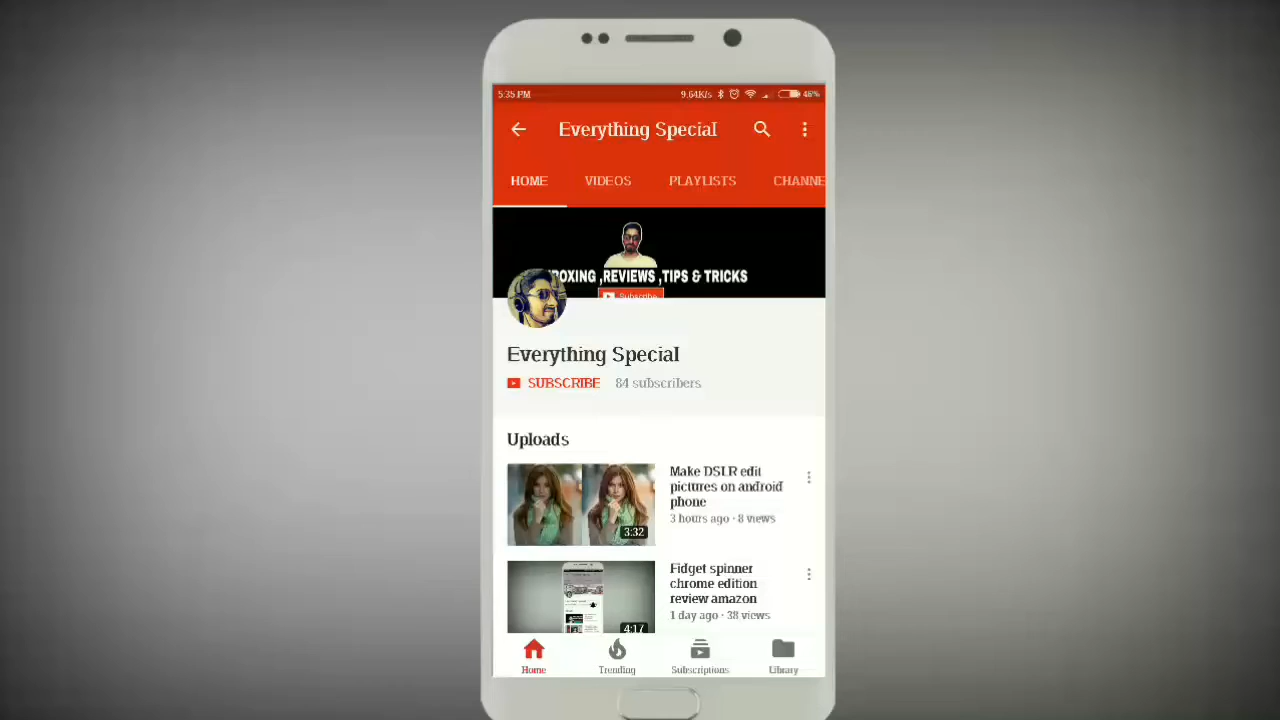 5:35 PM
9.64K/s
46%
Everything Special
HOME
VIDEOS
PLAYLISTS
CHANNE
BOXING ,REVIEWS ,TIPS & TRICKS
Subscribe
Everything Special
SUBSCRIBE
84 subscribers
Uploads
Make DSLR edit
pictures on android
phone
3 hours ago · 8 views
3:32
Fidget spinner
chrome edition
review amazon
1 day ago · 38 views
4:17
Home
Trending
Subscriptions
Library